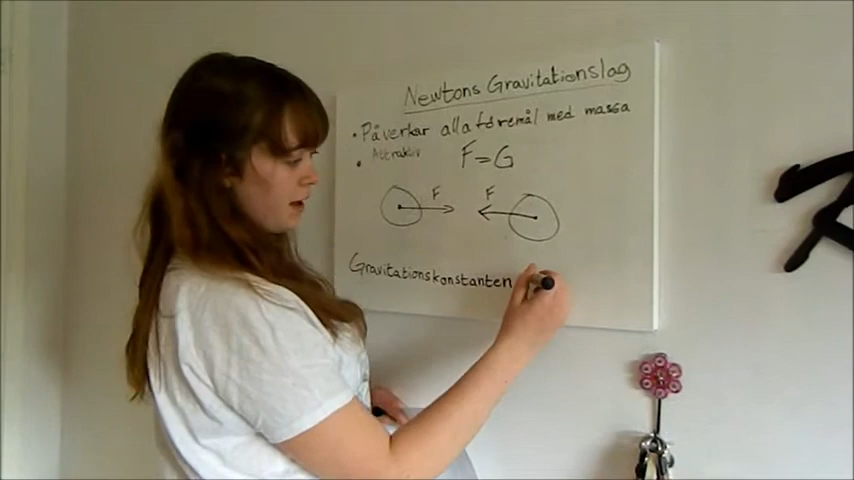 Newtons Gravitationslag
• Påverkar alla föremål med massa
• Attraktiv
F=G
F F
Gravitationskonstanten